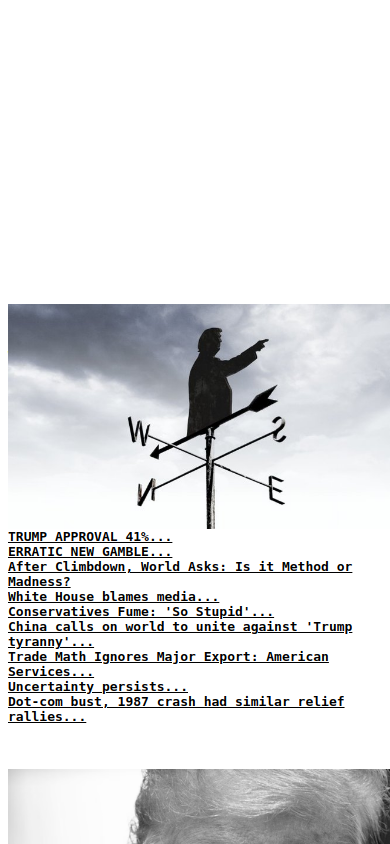 W
S
N
E
TRUMP APPROVAL 41%...
ERRATIC NEW GAMBLE...
After Climbdown, World Asks: Is it Method or
Madness?
White House blames media...
Conservatives Fume: 'So Stupid'...
China calls on world to unite against 'Trump
tyranny'...
Trade Math Ignores Major Export: American
Services...
Uncertainty persists...
Dot-com bust, 1987 crash had similar relief
rallies...